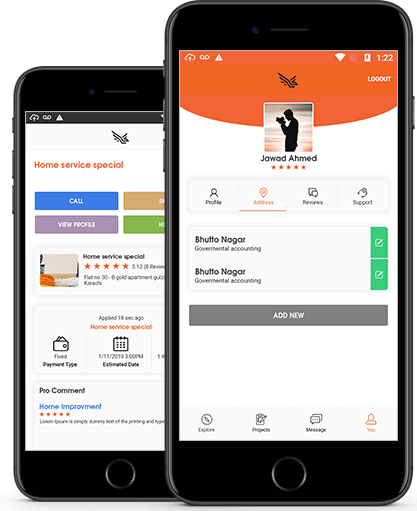 Home service special
CALL
VIEW PROFILE
Home service special
3.12 (8 Review
Flat no 30 - B gold apartment gulz
Karachi
Applied 18 sec ago
Home service special
Fixed
Payment Type
1/11/2019 3:00PM
Estimated Date
Pro Comment
Home Improvment
Lorem Ipsum is simply dummy text of the printing and type
1:22
LOGOUT
Jawad Ahmed
Profile
Address
Reviews
Support
Bhutto Nagar
Govermental accounting
Bhutto Nagar
Govermental accounting
ADD NEW
Explore
Projects
Message
You